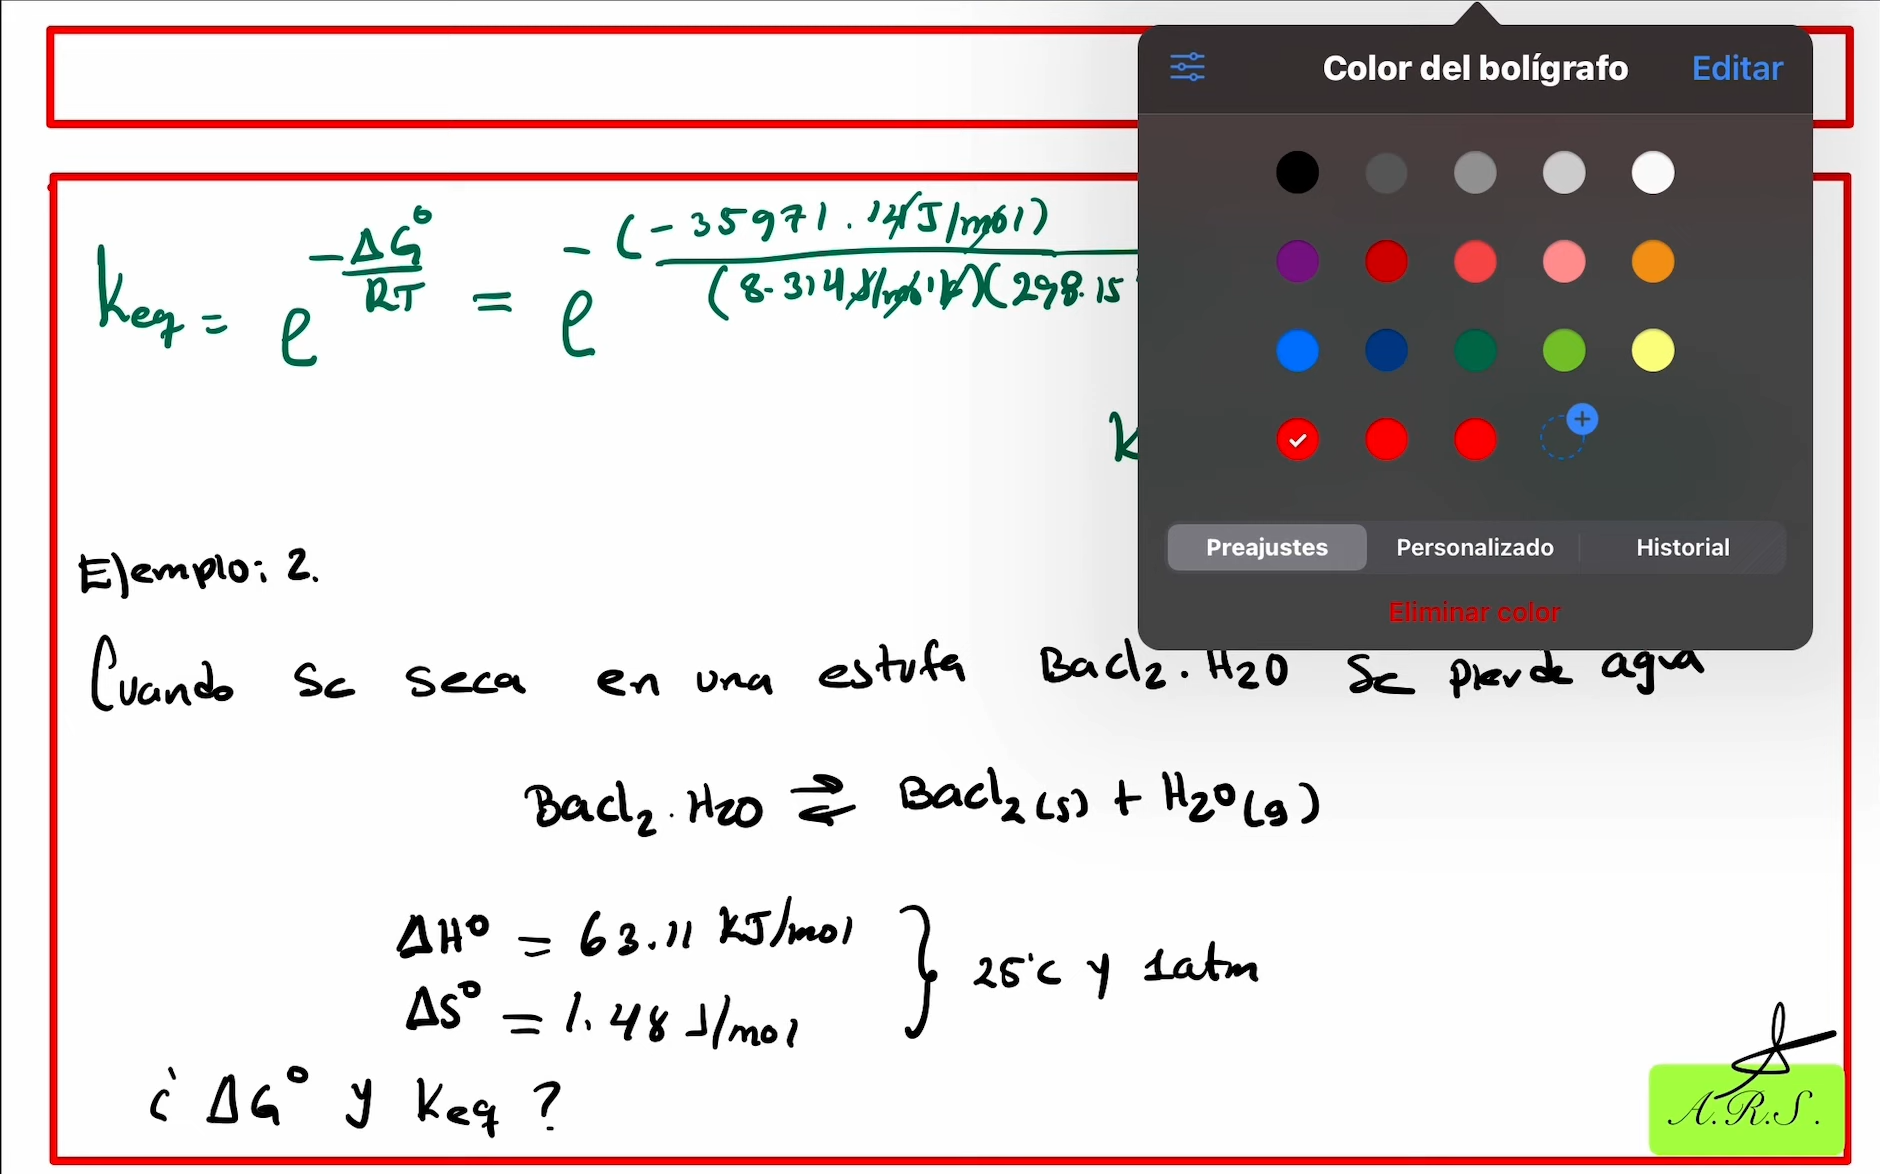 Color del bolígrafo Editar
Keq = e^(-ΔG°/RT) = e^(-(-35971.14 J/mol)/(8.314 J/mol·K)(298.15
K
Preajustes Personalizado Historial
Eliminar color
Ejemplo: 2.
Cuando se seca en una estufa BaCl2.H2O se pierde agua
BaCl2.H2O ⇌ BaCl2(s) + H2O(g)
ΔH° = 63.11 KJ/mol
25°C y 1atm
ΔS° = 1.48 J/mol
¿ ΔG° y Keq ?
A.R.S.